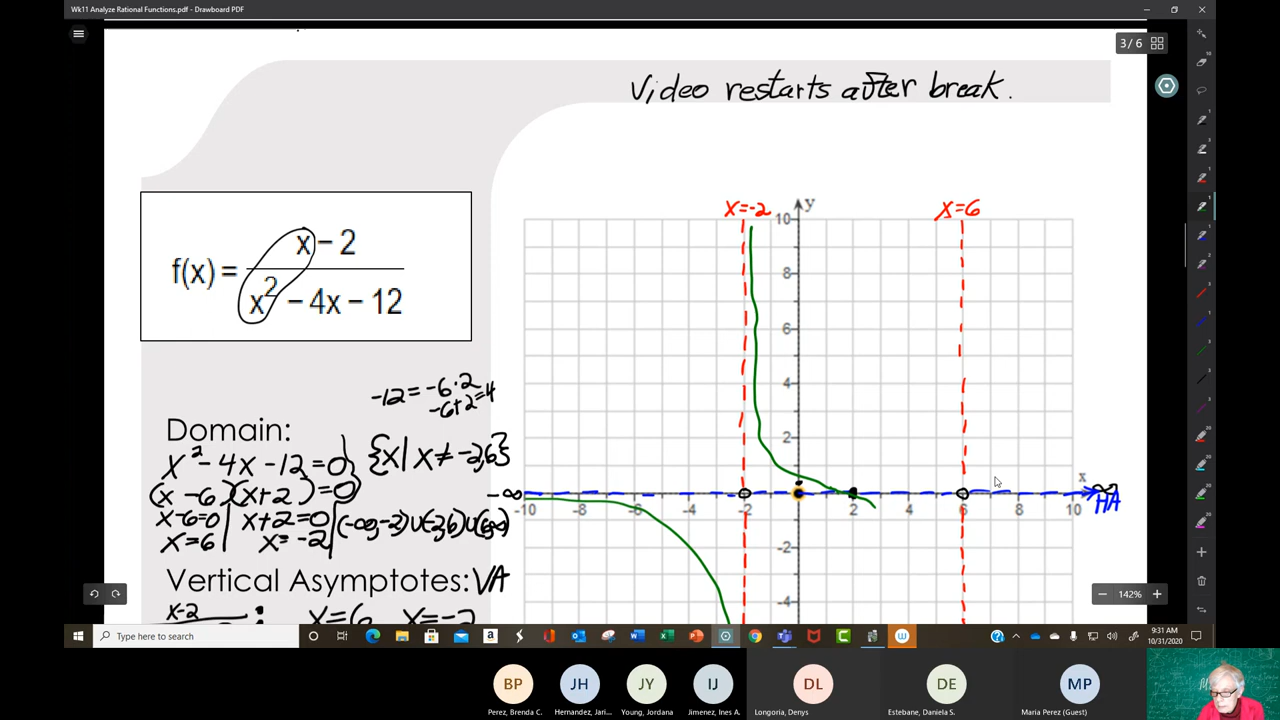 Wk11 Analyze Rational Functions.pdf - Drawboard PDF
3 / 6
Video restarts after break.
f(x) = x − 2
x² − 4x − 12
-12 = -6·2
-6+2=4
Domain:
x² - 4x - 12 = 0
{x| x ≠ -2,6}
(x - 6)(x+2) = 0
x-6=0 | x+2=0
x=6 | x=-2
Vertical Asymptotes: VA
x-2
x=6 x=-2
x=-2
x=6
y
10
8
6
4
2
-∞
x
∞
HA
-10 -8 -6 -2 2 4 6 8 10
-2
-4
142%
Type here to search
9:31 AM
10/31/2020
BP
JH
JY
IJ
DL
DE
MP
Perez, Brenda C.
Hernandez, Jari...
Young, Jordana
Jimenez, Ines A.
Longoria, Denys
Estebane, Daniela S.
Maria Perez (Guest)